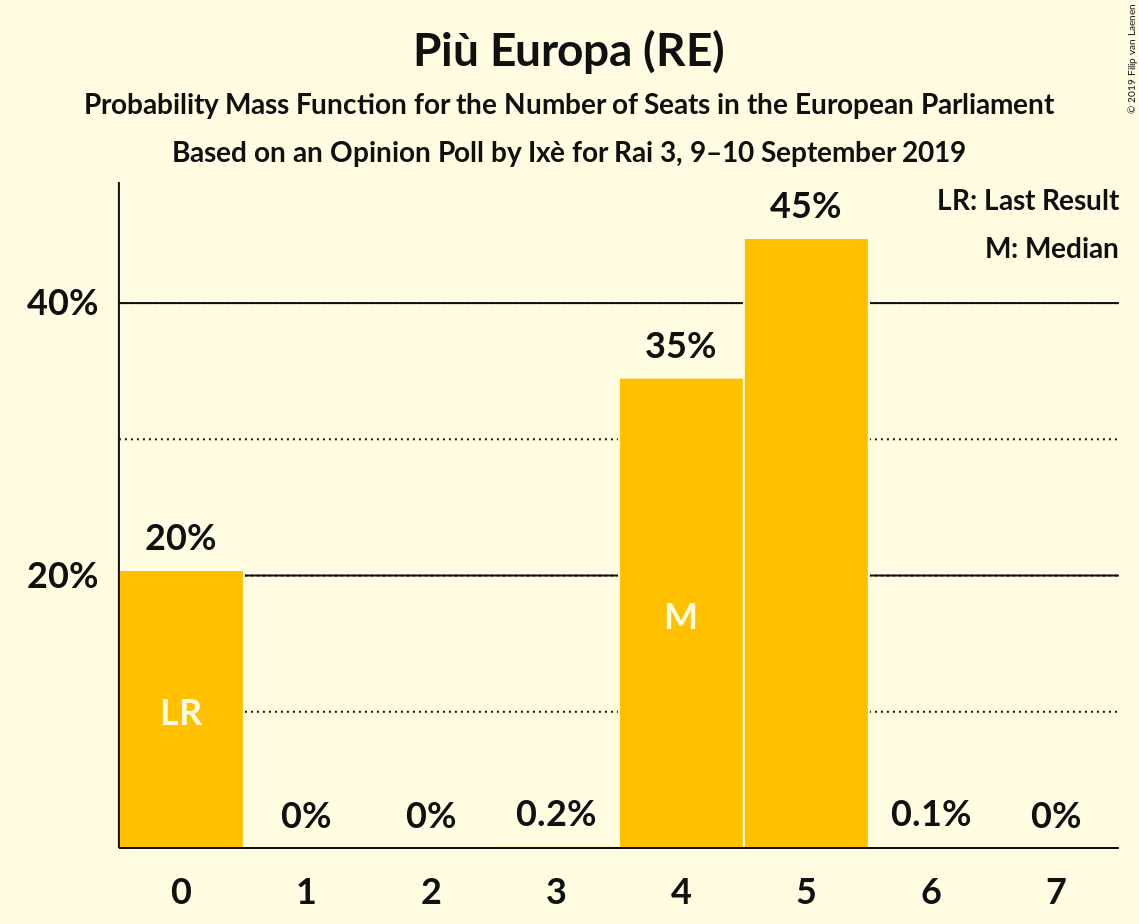 Più Europa (RE)
Probability Mass Function for the Number of Seats in the European Parliament
Based on an Opinion Poll by Ixè for Rai 3, 9–10 September 2019
© 2019 Filip van Laenen
LR: Last Result
M: Median
45%
40%
35%
20%
20%
M
LR
0% 0% 0.2% 0.1% 0%
0 1 2 3 4 5 6 7